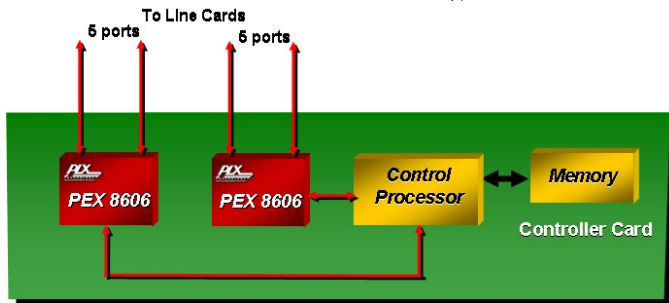 To Line Cards
5 ports
5 ports
PLX
PEX 8606
PLX
PEX 8606
Control
Processor
Memory
Controller Card